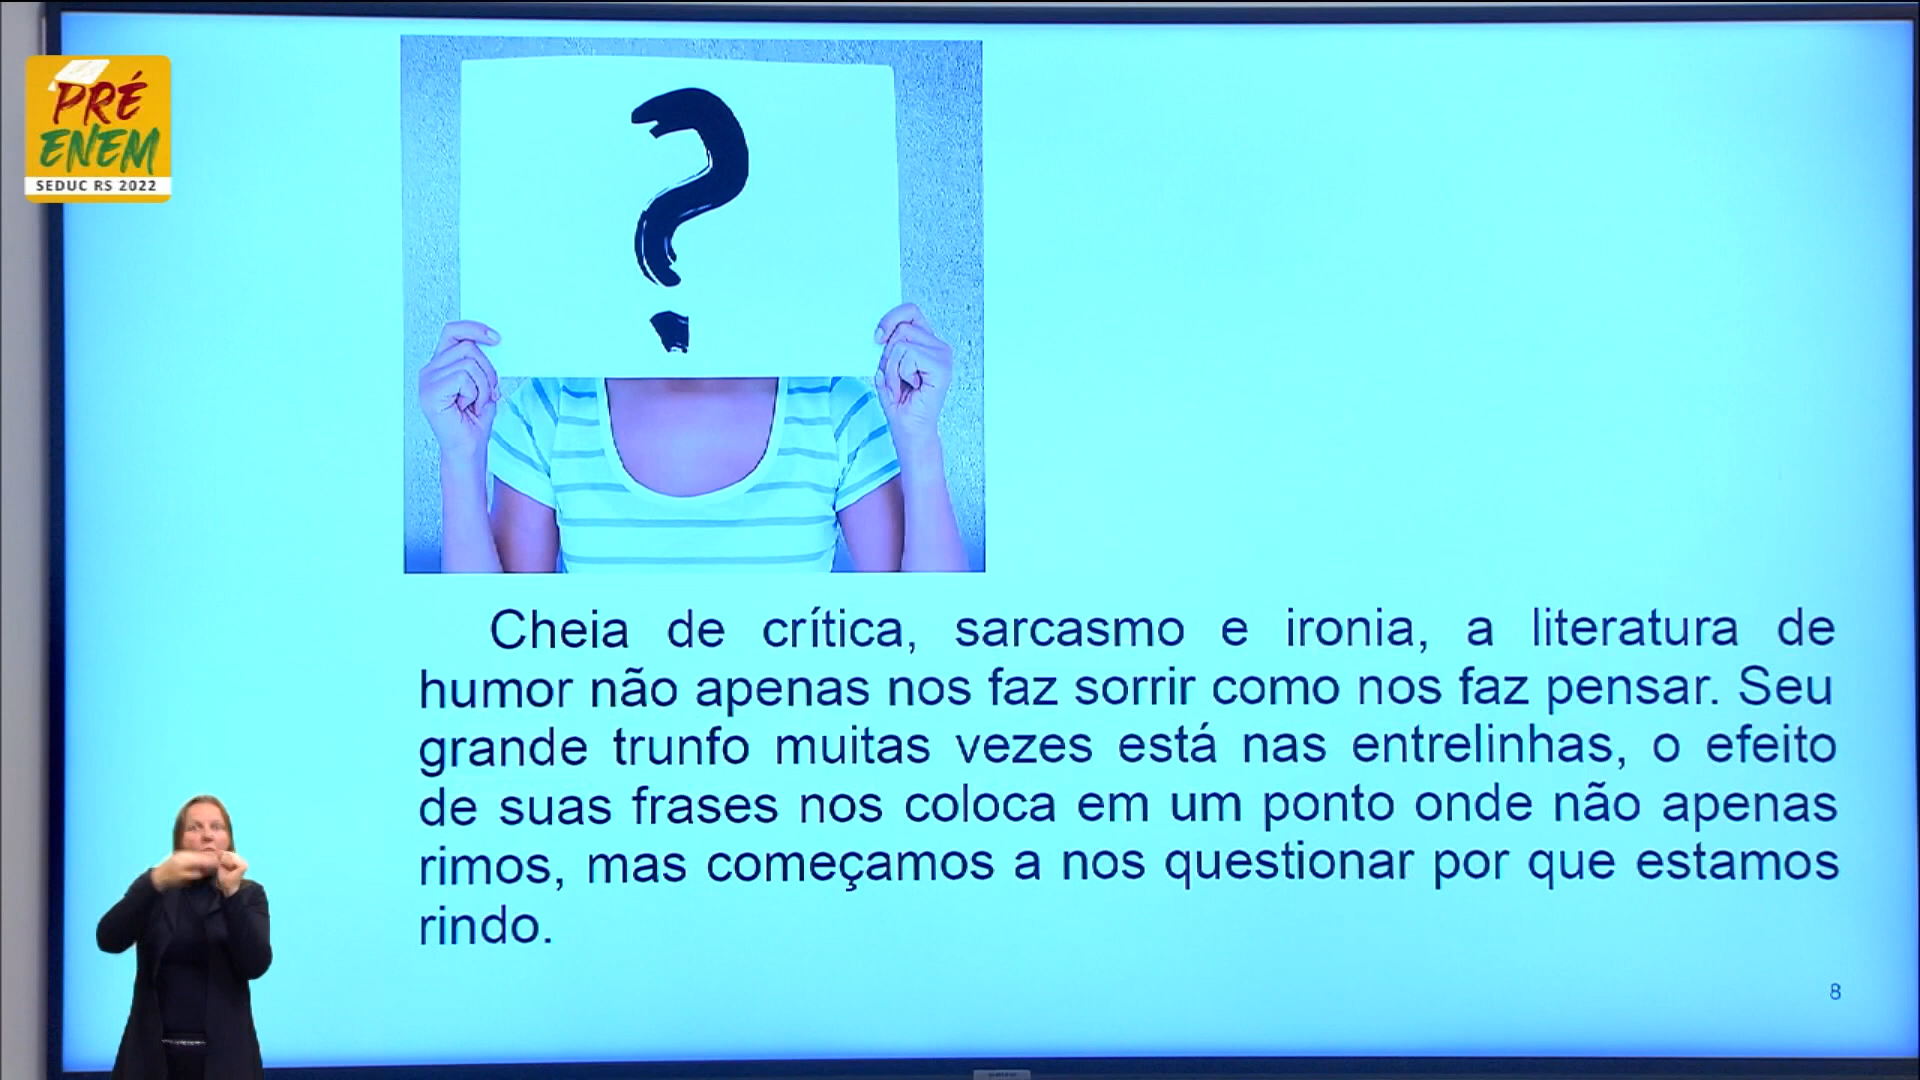 PRÉ
ENEM
SEDUC RS 2022
?
Cheia de crítica, sarcasmo e ironia, a literatura de
humor não apenas nos faz sorrir como nos faz pensar. Seu
grande trunfo muitas vezes está nas entrelinhas, o efeito
de suas frases nos coloca em um ponto onde não apenas
rimos, mas começamos a nos questionar por que estamos
rindo.
8